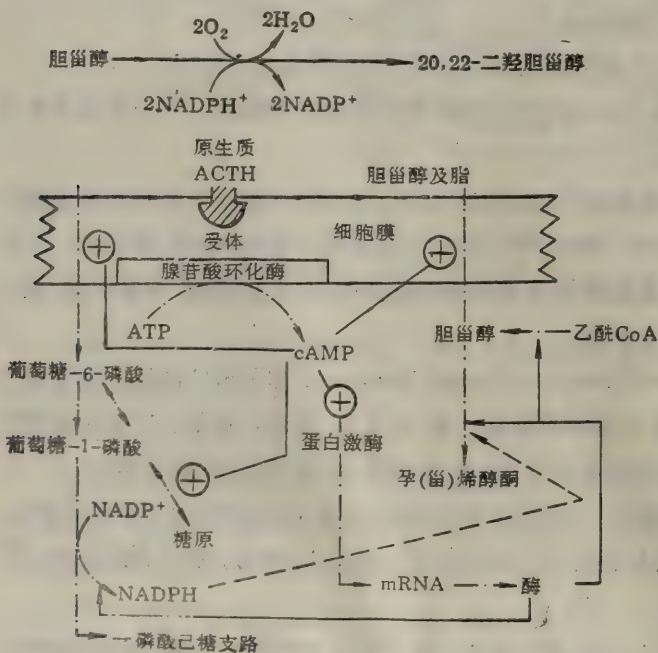 2O₂ 2H₂O
胆甾醇 20,22-二羟胆甾醇
2NADPH⁺ 2NADP⁺
原生质
ACTH 胆甾醇及脂
受体 细胞膜
腺苷酸环化酶
ATP cAMP 胆甾醇 乙酰CoA
葡萄糖-6-磷酸
葡萄糖-1-磷酸 蛋白激酶
孕(甾)烯醇酮
NADP⁺ 糖原
NADPH mRNA 酶
一磷酸己糖支路